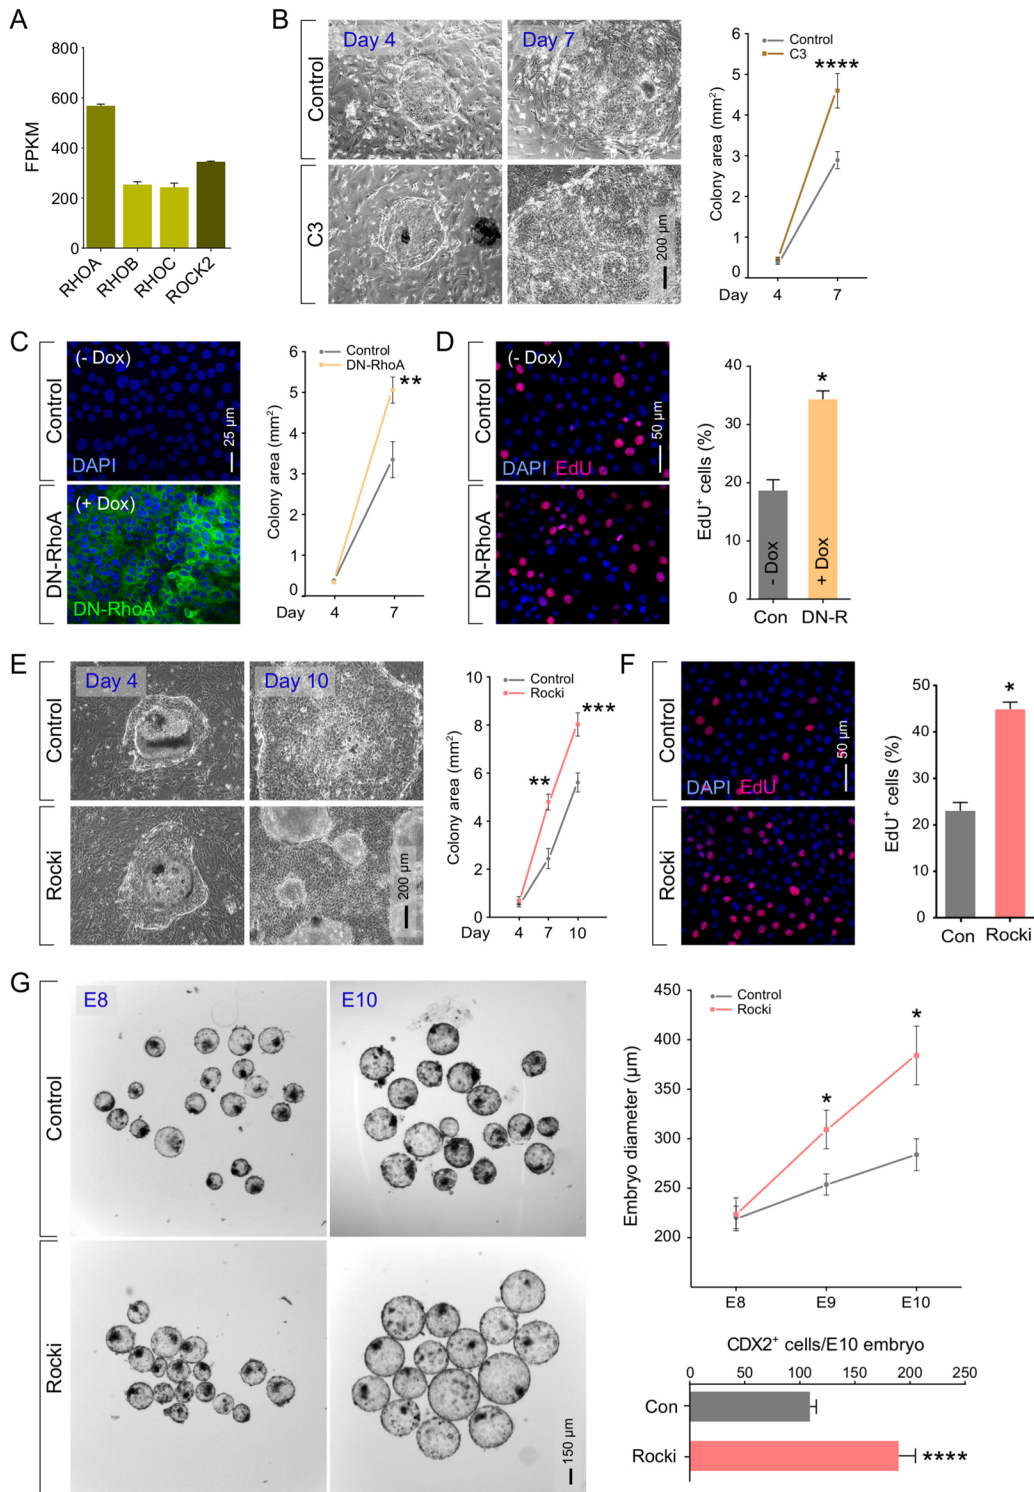 A
800
600
400
200
0
FPKM
RHOA
RHOB
RHOC
ROCK2
B
Day 4
Day 7
Control
C3
200 µm
Control
C3
****
6
5
4
3
2
1
0
Colony area (mm²)
Day 4 7
C
(- Dox)
Control
DAPI
25 µm
(+ Dox)
DN-RhoA
DN-RhoA
Control
DN-RhoA
**
6
5
4
3
2
1
0
Colony area (mm²)
Day 4 7
D
(- Dox)
Control
DAPI EdU
50 µm
DN-RhoA
40
30
20
10
0
EdU⁺ cells (%)
*
- Dox
+ Dox
Con DN-R
E
Day 4
Day 10
Control
Rocki
200 µm
Control
Rocki
**
***
10
8
6
4
2
0
Colony area (mm²)
Day 4 7 10
F
Control
DAPI EdU
50 µm
Rocki
50
40
30
20
10
0
EdU⁺ cells (%)
*
Con Rocki
G
E8
E10
Control
Rocki
150 µm
Control
Rocki
*
*
450
400
350
300
250
200
Embryo diameter (µm)
E8 E9 E10
CDX2⁺ cells/E10 embryo
0 50 100 150 200 250
Con
Rocki
****